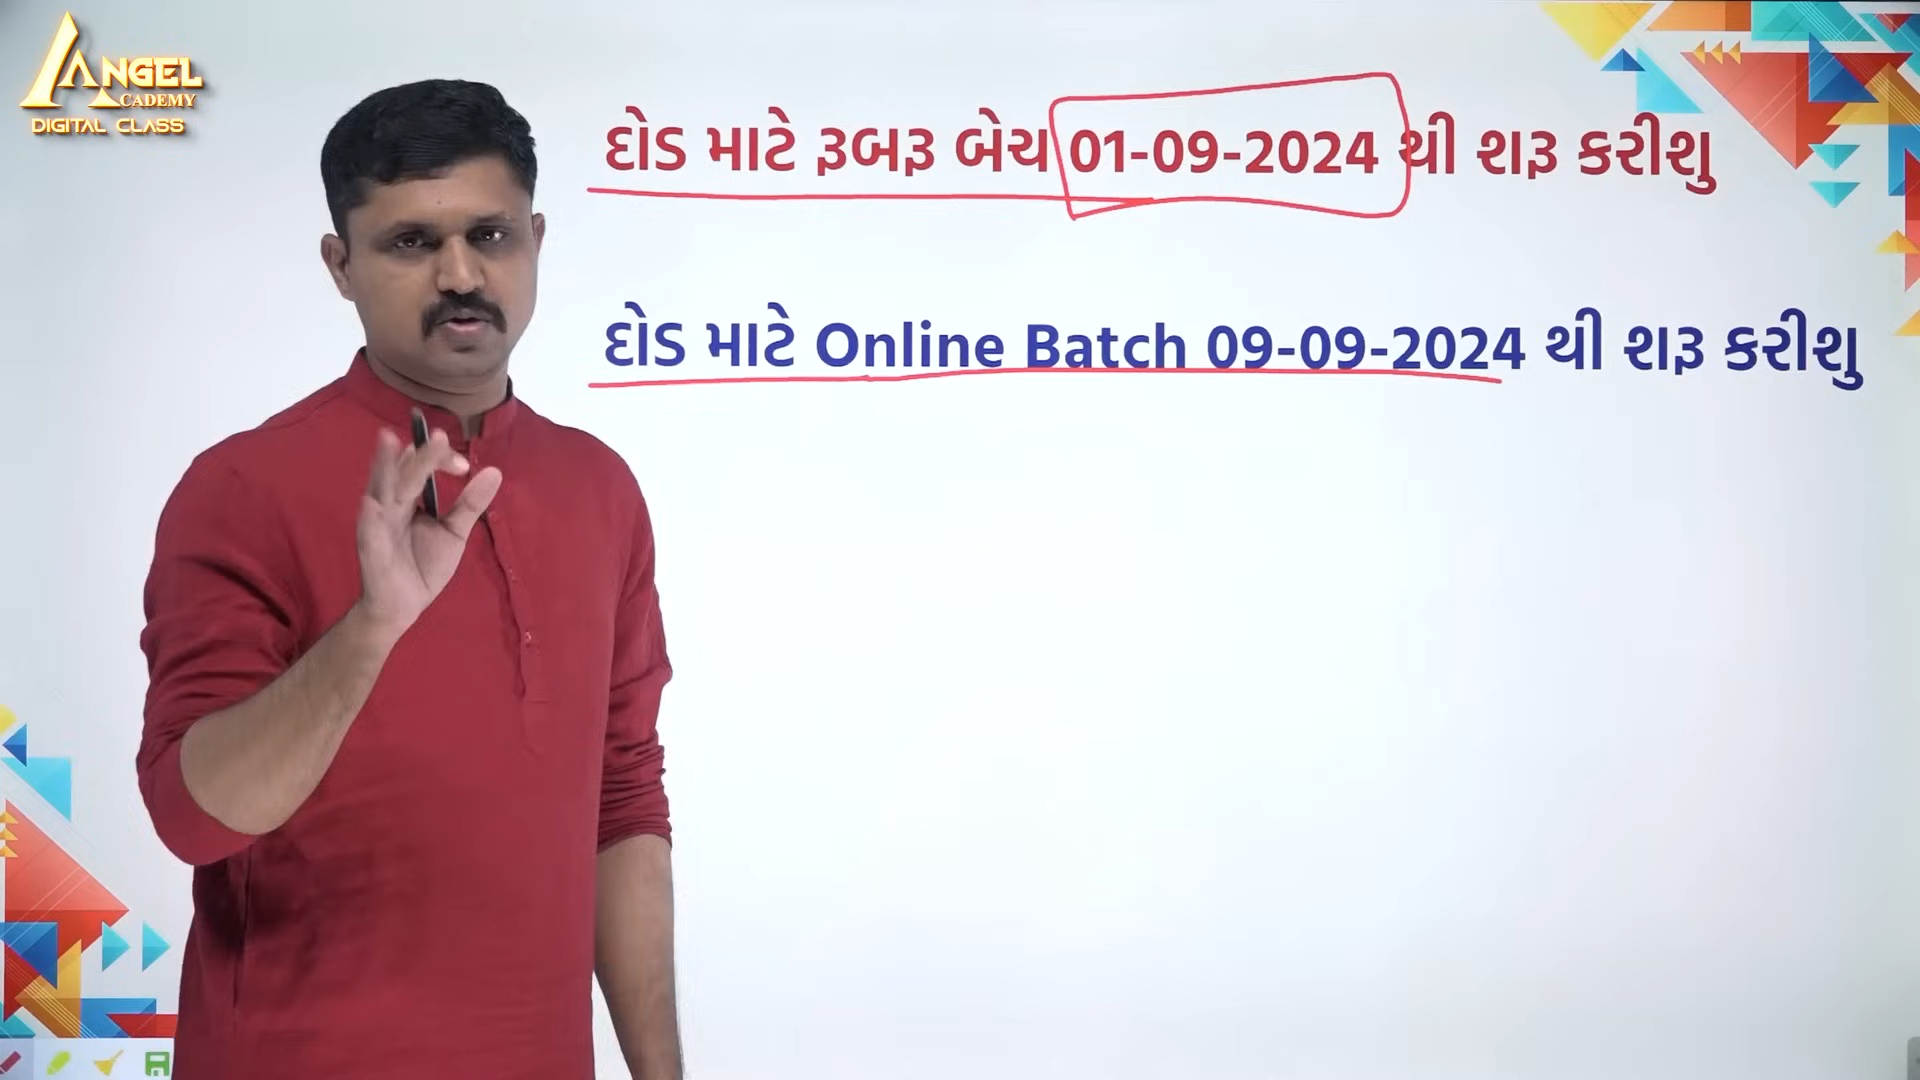 ANGEL
ACADEMY
DIGITAL CLASS
દોડ માટે રૂબરૂ બેચ 01-09-2024 થી શરૂ કરીશુ
દોડ માટે Online Batch 09-09-2024 થી શરૂ કરીશુ